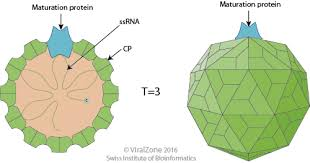 Maturation protein
ssRNA
CP
T=3
Maturation protein
© ViralZone 2016
Swiss Institute of Bioinformatics